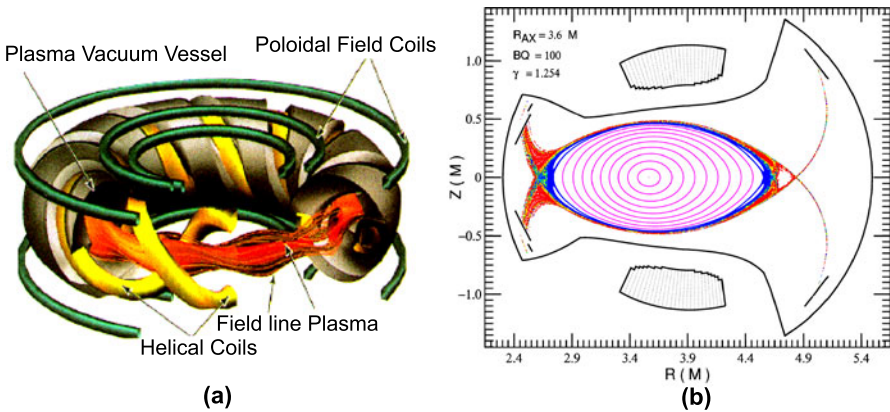 (a)
Plasma Vacuum Vessel
Poloidal Field Coils
Field line Plasma
Helical Coils
(a)
(b)
R_AX = 3.6 M
BQ = 100
γ = 1.254
Z (M)
1.0
0.5
0
-0.5
-1.0
2.4 2.9 3.4 3.9 4.4 4.9 5.4
R (M)
(b)